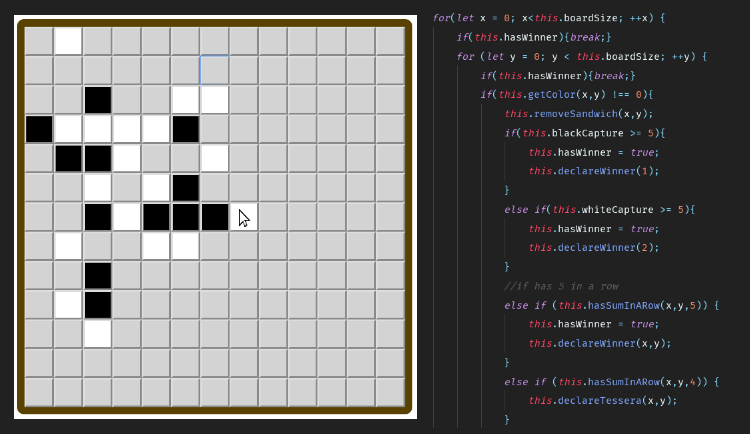 for(let x = 0; x<this.boardSize; ++x) {
if(this.hasWinner){break;}
for (let y = 0; y < this.boardSize; ++y) {
if(this.hasWinner){break;}
if(this.getColor(x,y) !== 0){
this.removeSandwich(x,y);
if(this.blackCapture >= 5){
this.hasWinner = true;
this.declareWinner(1);
}
else if(this.whiteCapture >= 5){
this.hasWinner = true;
this.declareWinner(2);
}
//if has 5 in a row
else if (this.hasSumInARow(x,y,5)) {
this.hasWinner = true;
this.declareWinner(x,y);
}
else if (this.hasSumInARow(x,y,4)) {
this.declareTessera(x,y);
}